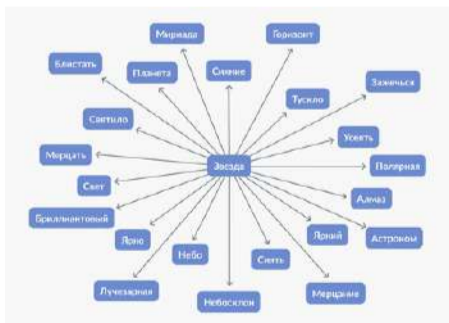 Мириада
Горизонт
Блистать
Планета
Сияние
Зажечься
Тускло
Светило
Усеять
Мерцать
Звезда
Полярная
Свет
Алмаз
Бриллиантовый
Ярко
Небо
Сиять
Яркий
Астроном
Лучезарная
Небосклон
Мерцание